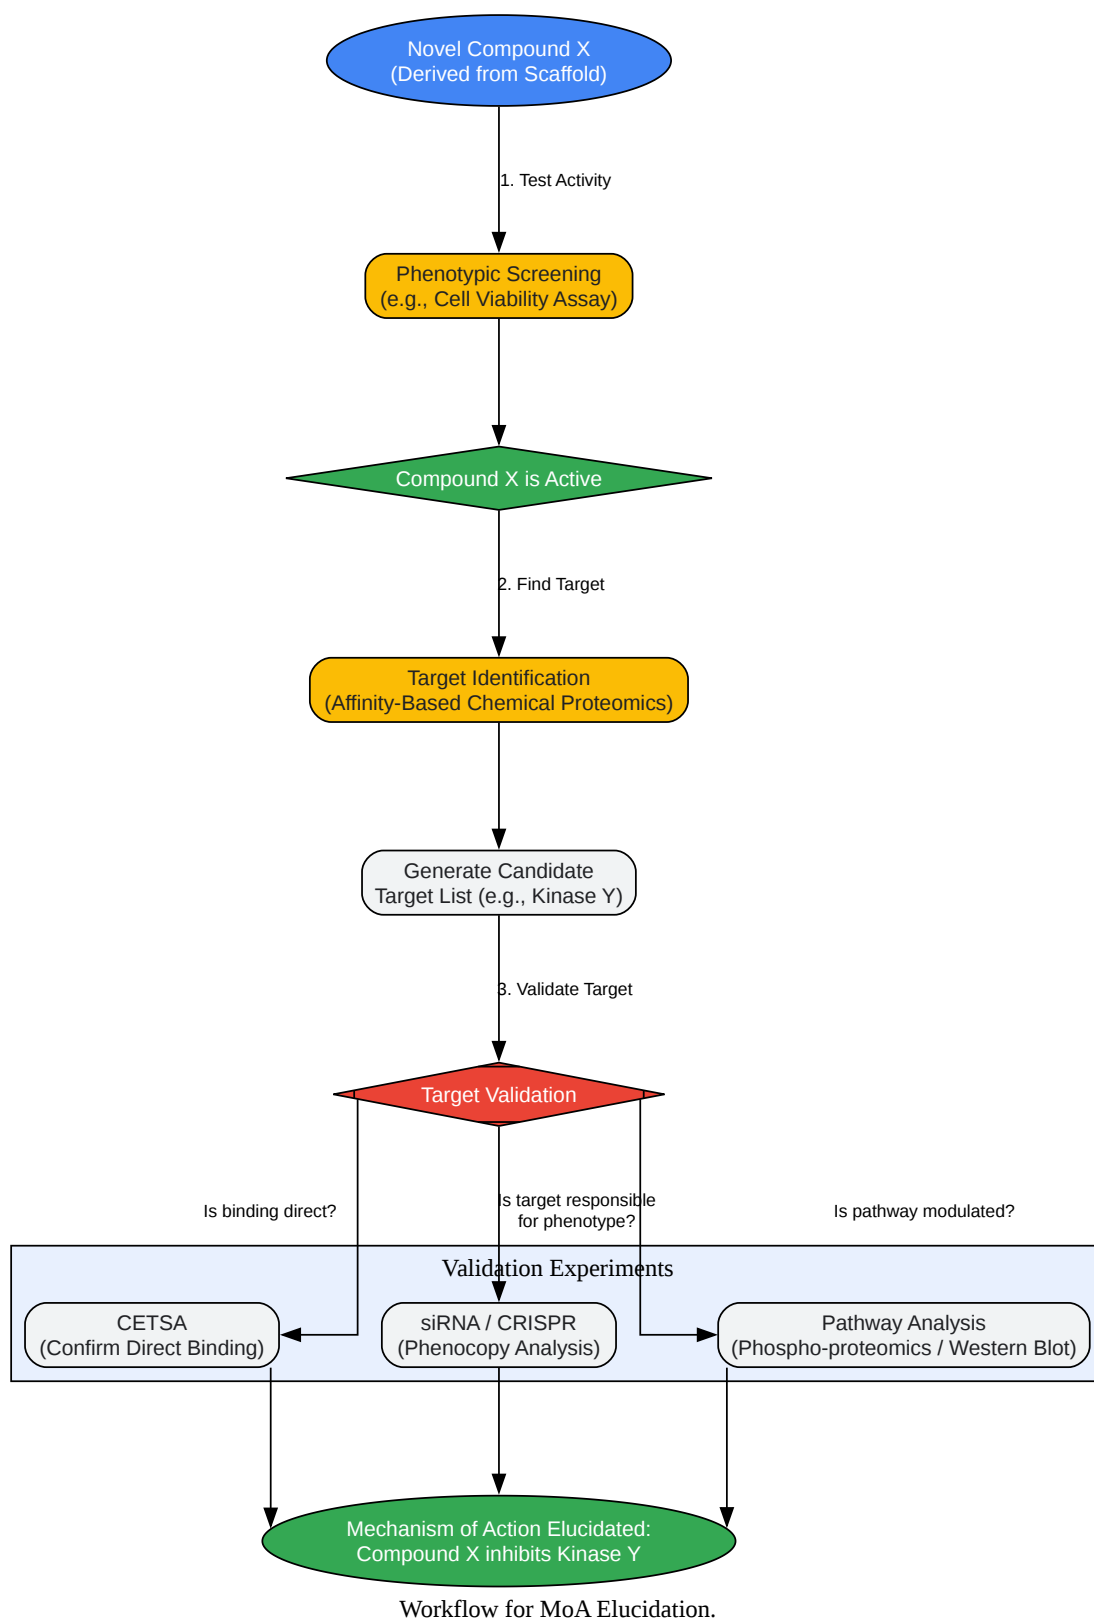 Novel Compound X
(Derived from Scaffold)
1. Test Activity
Phenotypic Screening
(e.g., Cell Viability Assay)
Compound X is Active
2. Find Target
Target Identification
(Affinity-Based Chemical Proteomics)
Generate Candidate
Target List (e.g., Kinase Y)
3. Validate Target
Target Validation
Is binding direct?
Is target responsible
for phenotype?
Is pathway modulated?
Validation Experiments
CETSA
(Confirm Direct Binding)
siRNA / CRISPR
(Phenocopy Analysis)
Pathway Analysis
(Phospho-proteomics / Western Blot)
Mechanism of Action Elucidated:
Compound X inhibits Kinase Y
Workflow for MoA Elucidation.